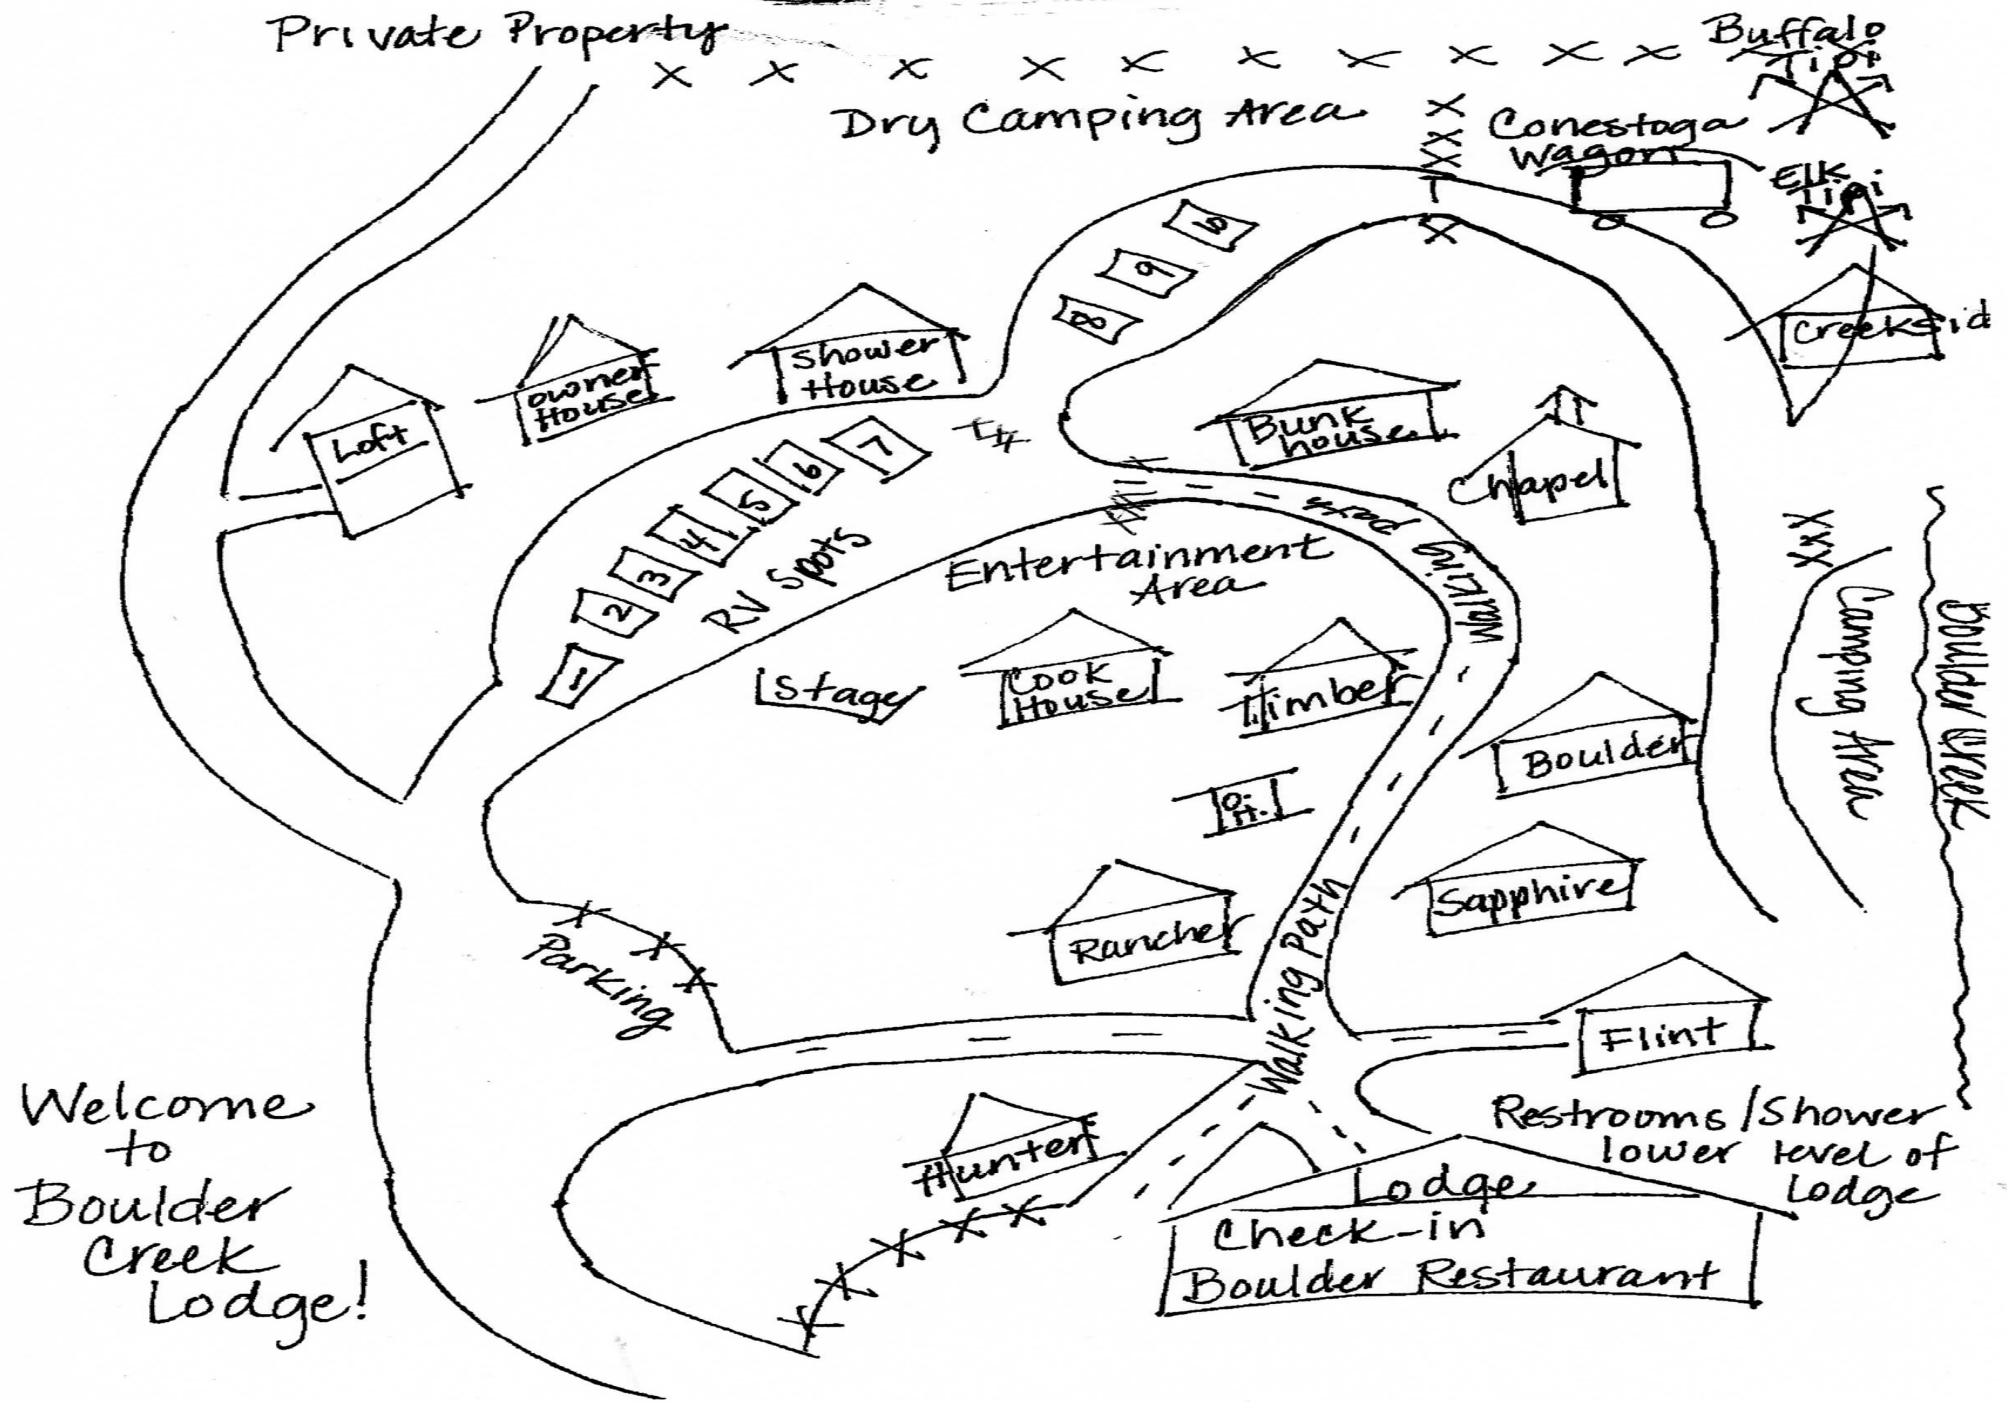 Private Property
Buffalo
Tipi
Dry Camping Area
Conestoga
Wagon
Elk
Tipi
10
9
8
Creeksid
Shower
House
Owner
House
Loft
Bunk
house
Chapel
7
6
5
4
3
2
1
RV Spots
Walking path
Entertainment
Area
Stage
Cook
House
Timber
Boulder
Camping Area
Boulder Creek
Sapphire
Rancher
Walking Path
Parking
Flint
Walking Path
Hunter
Restrooms/Shower
lower level of
Lodge
Lodge
Check-in
Boulder Restaurant
Welcome
to
Boulder
Creek
Lodge!